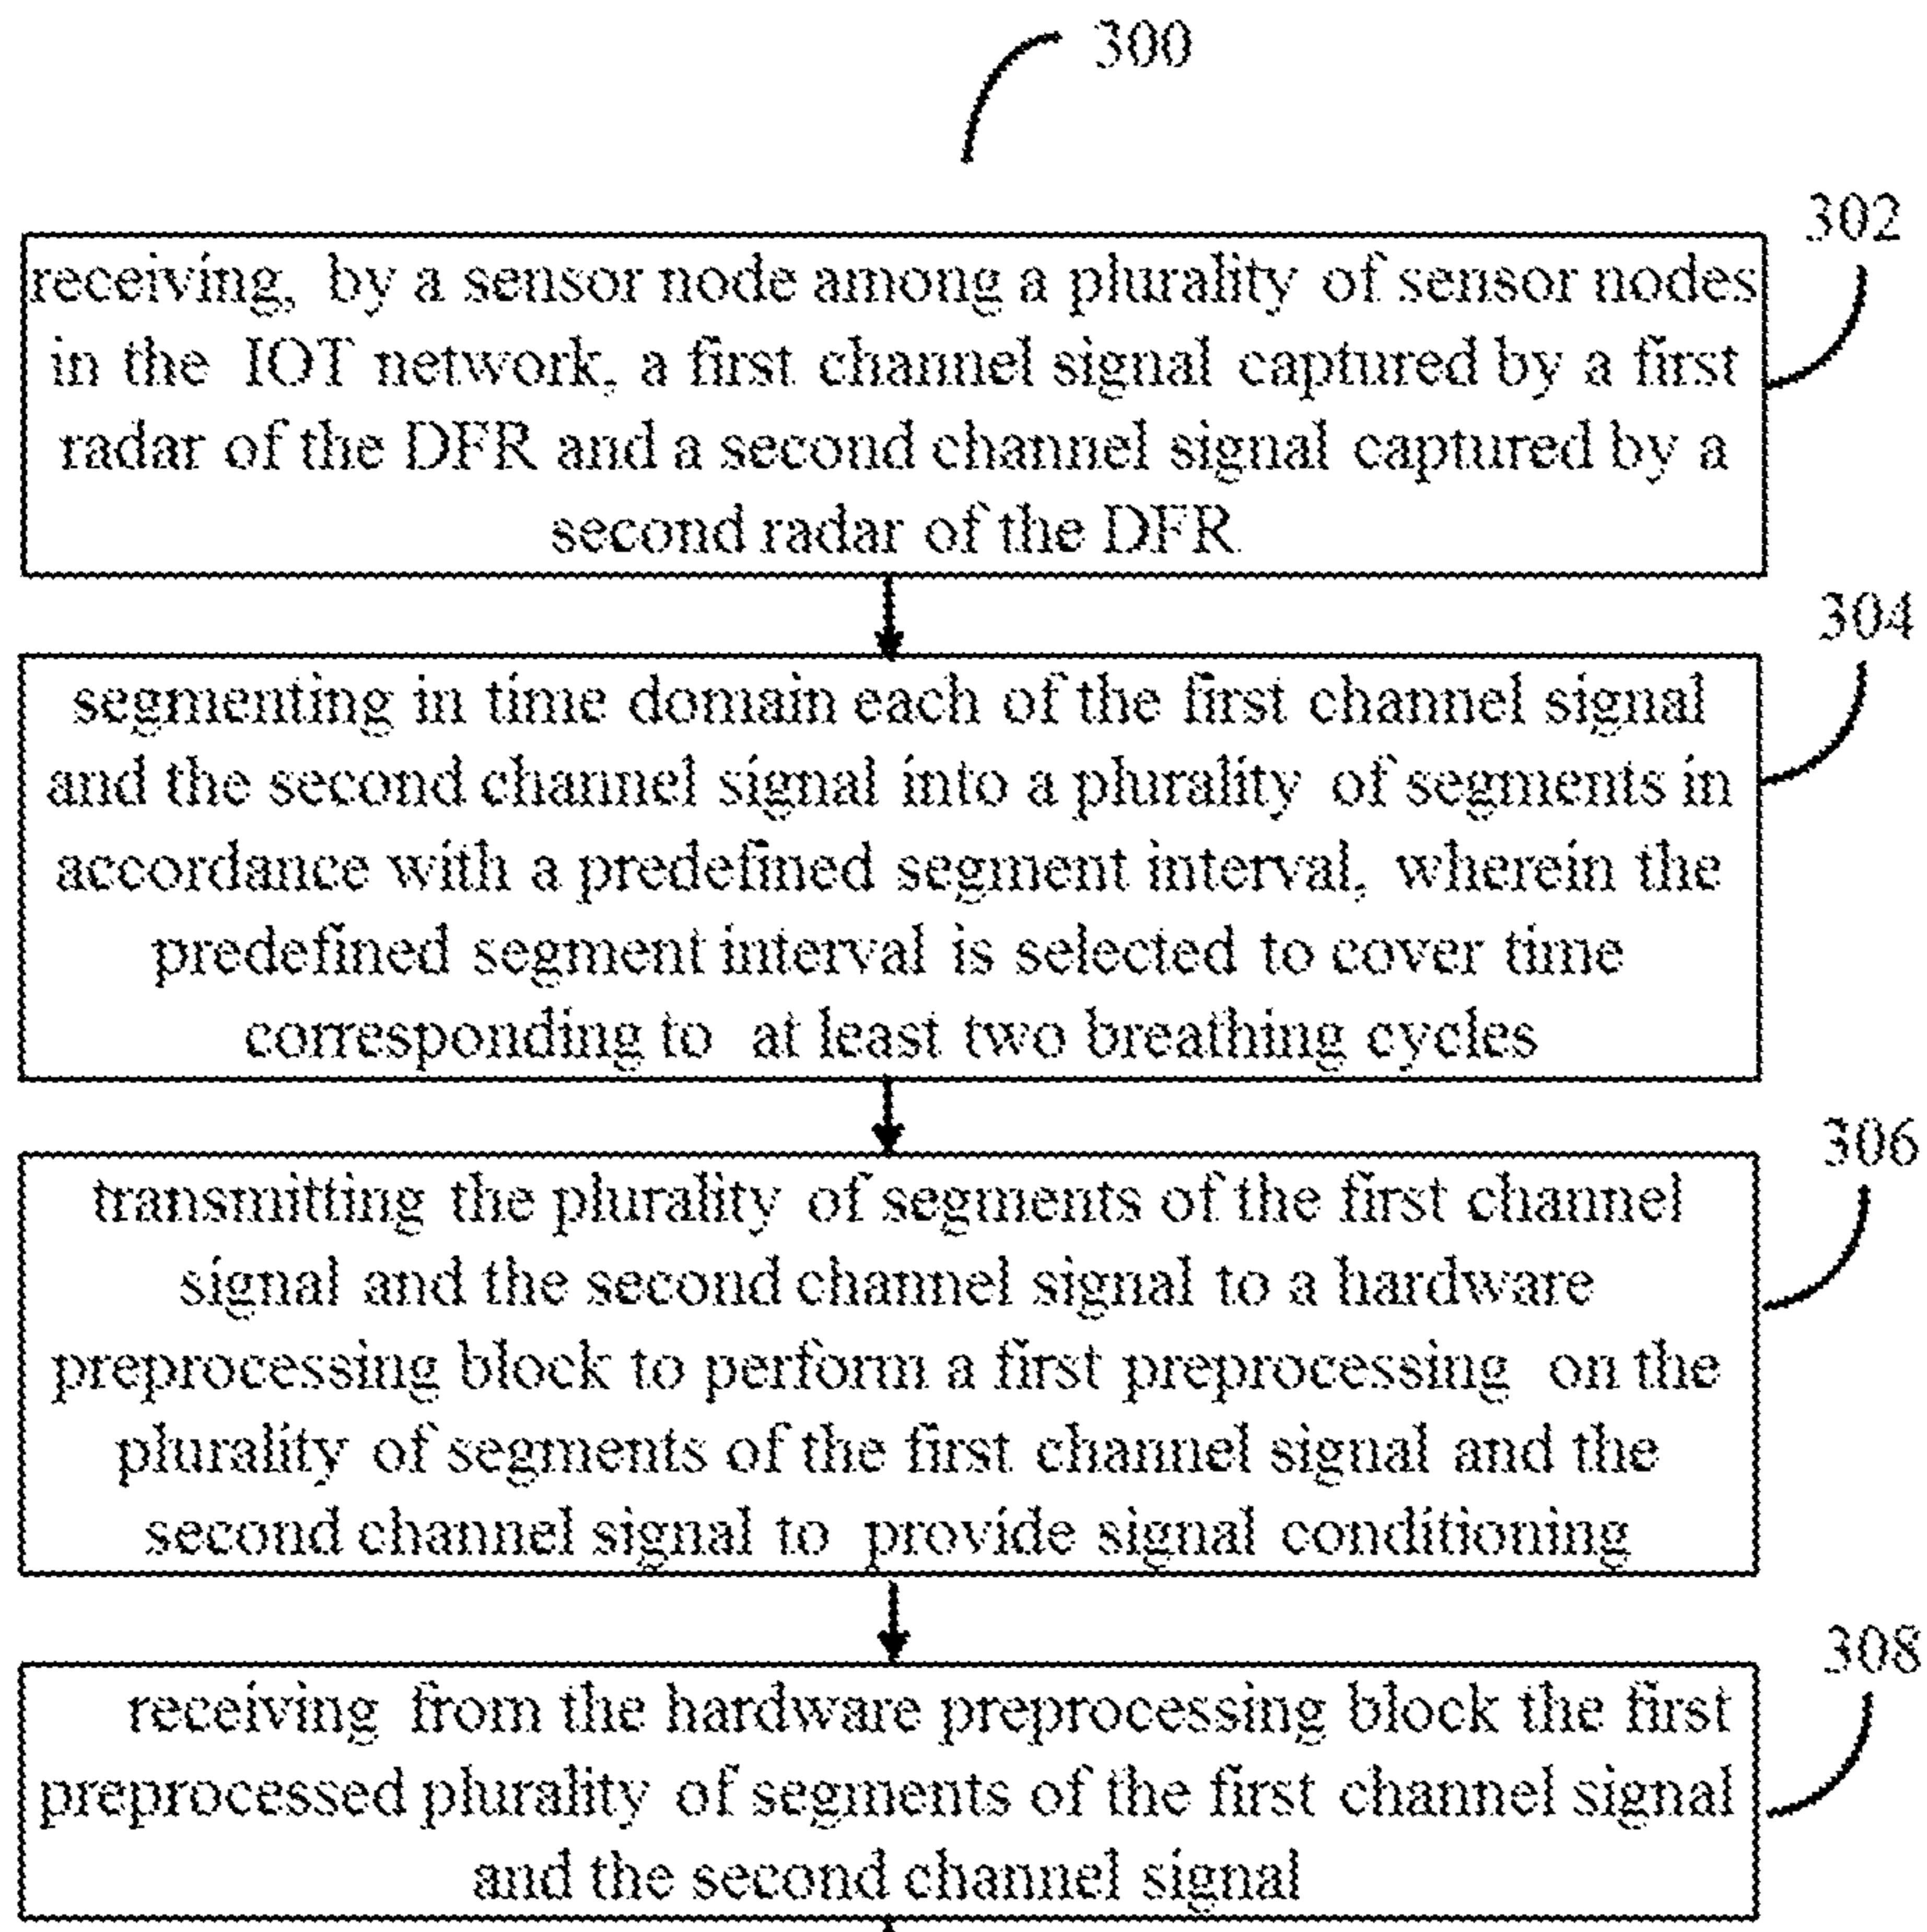 300
302
receiving, by a sensor node among a plurality of sensor nodes
in the IOT network, a first channel signal captured by a first
radar of the DFR and a second channel signal captured by a
second radar of the DFR
304
segmenting in time domain each of the first channel signal
and the second channel signal into a plurality of segments in
accordance with a predefined segment interval, wherein the
predefined segment interval is selected to cover time
corresponding to at least two breathing cycles
306
transmitting the plurality of segments of the first channel
signal and the second channel signal to a hardware
preprocessing block to perform a first preprocessing on the
plurality of segments of the first channel signal and the
second channel signal to provide signal conditioning
308
receiving from the hardware preprocessing block the first
preprocessed plurality of segments of the first channel signal
and the second channel signal